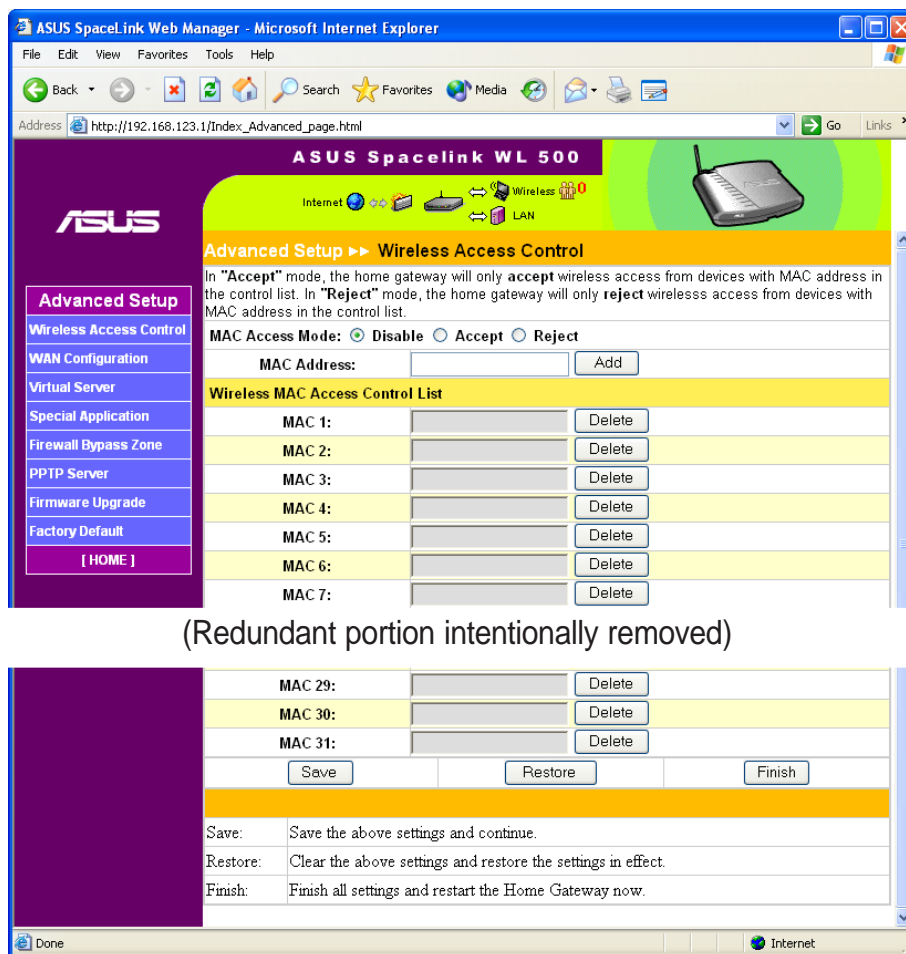 ASUS SpaceLink Web Manager - Microsoft Internet Explorer
File Edit View Favorites Tools Help
Back Search Favorites Media
Address http://192.168.123.1/Index_Advanced_page.html Go Links
ASUS Spacelink WL 500
Internet Wireless 0
LAN
ASUS
Advanced Setup ►► Wireless Access Control
In "Accept" mode, the home gateway will only accept wireless access from devices with MAC address in
the control list. In "Reject" mode, the home gateway will only reject wirelesss access from devices with
MAC address in the control list.
Advanced Setup
Wireless Access Control
WAN Configuration
Virtual Server
Special Application
Firewall Bypass Zone
PPTP Server
Firmware Upgrade
Factory Default
[ HOME ]
MAC Access Mode: Disable Accept Reject
MAC Address: Add
Wireless MAC Access Control List
MAC 1: Delete
MAC 2: Delete
MAC 3: Delete
MAC 4: Delete
MAC 5: Delete
MAC 6: Delete
MAC 7: Delete
(Redundant portion intentionally removed)
MAC 29: Delete
MAC 30: Delete
MAC 31: Delete
Save Restore Finish
Save: Save the above settings and continue.
Restore: Clear the above settings and restore the settings in effect.
Finish: Finish all settings and restart the Home Gateway now.
Done Internet